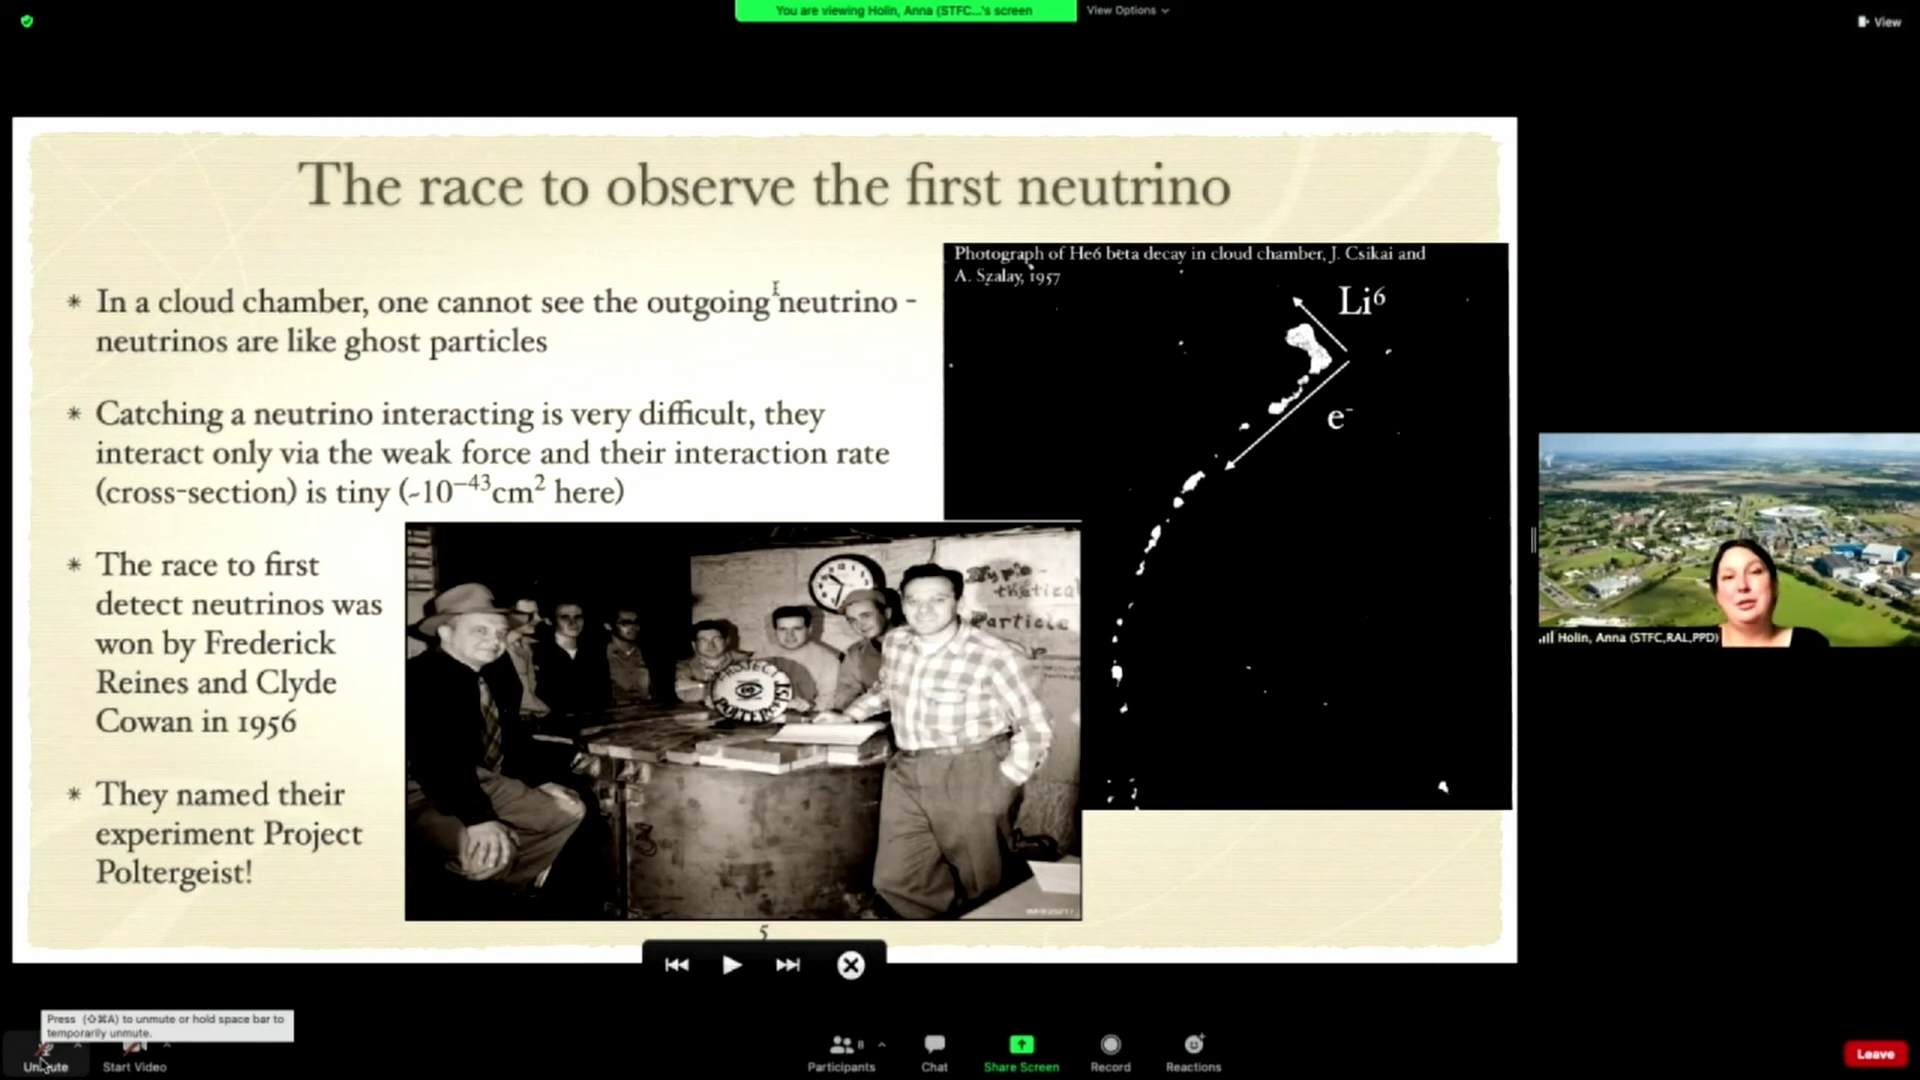 You are viewing Holin, Anna (STFC...'s screen
View Options
View
The race to observe the first neutrino
* In a cloud chamber, one cannot see the outgoing neutrino -
neutrinos are like ghost particles
* Catching a neutrino interacting is very difficult, they
interact only via the weak force and their interaction rate
(cross-section) is tiny (~10⁻⁴³cm² here)
* The race to first
detect neutrinos was
won by Frederick
Reines and Clyde
Cowan in 1956
* They named their
experiment Project
Poltergeist!
Photograph of He6 beta decay in cloud chamber, J. Csikai and
A. Szalay, 1957
Li⁶
e⁻
thetical
Particle
PROJECT
POLTERGEIST
5
Holin, Anna (STFC,RAL,PPD)
Press (⇧⌘A) to unmute or hold space bar to
temporarily unmute.
Unmute
Start Video
Participants
8
Chat
Share Screen
Record
Reactions
Leave